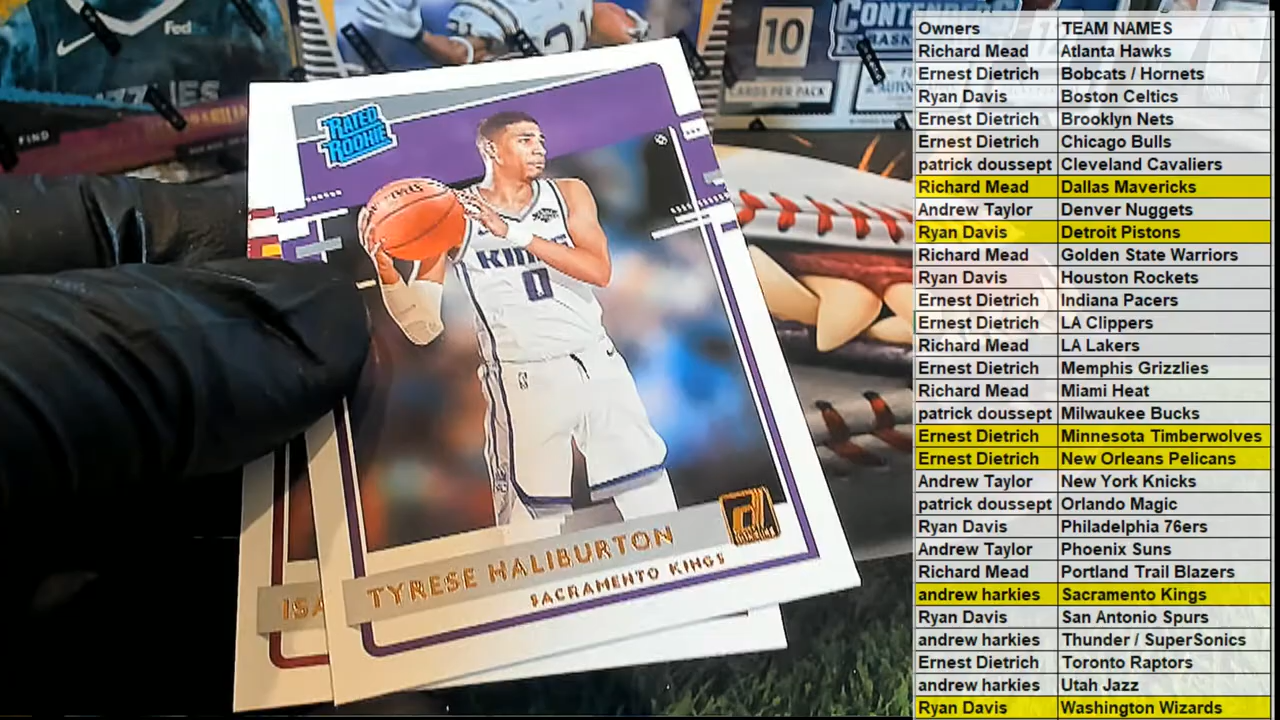 FedEx
FIND
10
CARDS PER PACK
CONTENDERS
RATED
ROOKIE
KINGS
0
TYRESE HALIBURTON
SACRAMENTO KINGS
ISA
Owners TEAM NAMES
Richard Mead Atlanta Hawks
Ernest Dietrich Bobcats / Hornets
Ryan Davis Boston Celtics
Ernest Dietrich Brooklyn Nets
Ernest Dietrich Chicago Bulls
patrick doussept Cleveland Cavaliers
Richard Mead Dallas Mavericks
Andrew Taylor Denver Nuggets
Ryan Davis Detroit Pistons
Richard Mead Golden State Warriors
Ryan Davis Houston Rockets
Ernest Dietrich Indiana Pacers
Ernest Dietrich LA Clippers
Richard Mead LA Lakers
Ernest Dietrich Memphis Grizzlies
Richard Mead Miami Heat
patrick doussept Milwaukee Bucks
Ernest Dietrich Minnesota Timberwolves
Ernest Dietrich New Orleans Pelicans
Andrew Taylor New York Knicks
patrick doussept Orlando Magic
Ryan Davis Philadelphia 76ers
Andrew Taylor Phoenix Suns
Richard Mead Portland Trail Blazers
andrew harkies Sacramento Kings
Ryan Davis San Antonio Spurs
andrew harkies Thunder / SuperSonics
Ernest Dietrich Toronto Raptors
andrew harkies Utah Jazz
Ryan Davis Washington Wizards